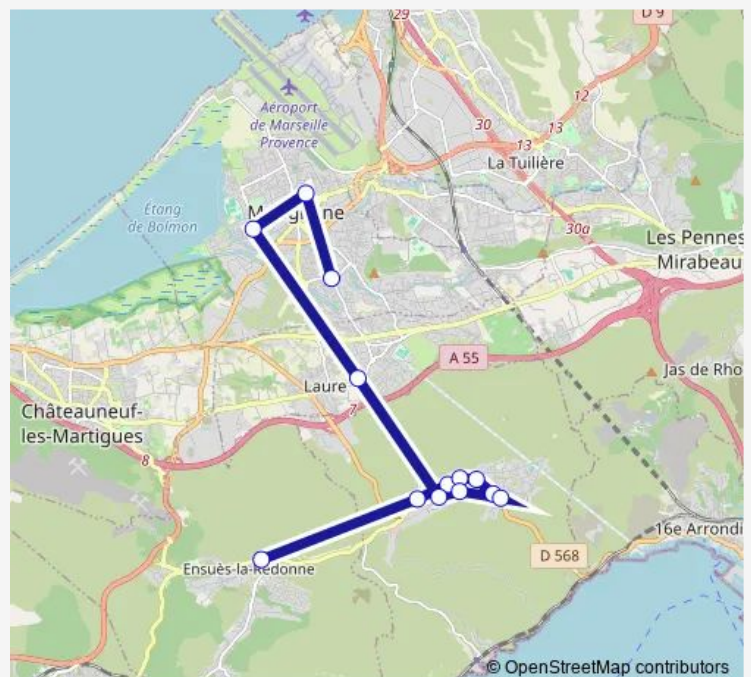 29
D 9
Aéroport
de Marseille
Provence
12
30
13
13
La Tuilière
Étang
de Bolmon
30a
Les Pennes
Mirabeau
A 55
Jas de Rho
Laure
7
Châteauneuf-
les-Martigues
8
16e Arrondi
D 568
Ensuès-la-Redonne
© OpenStreetMap contributors